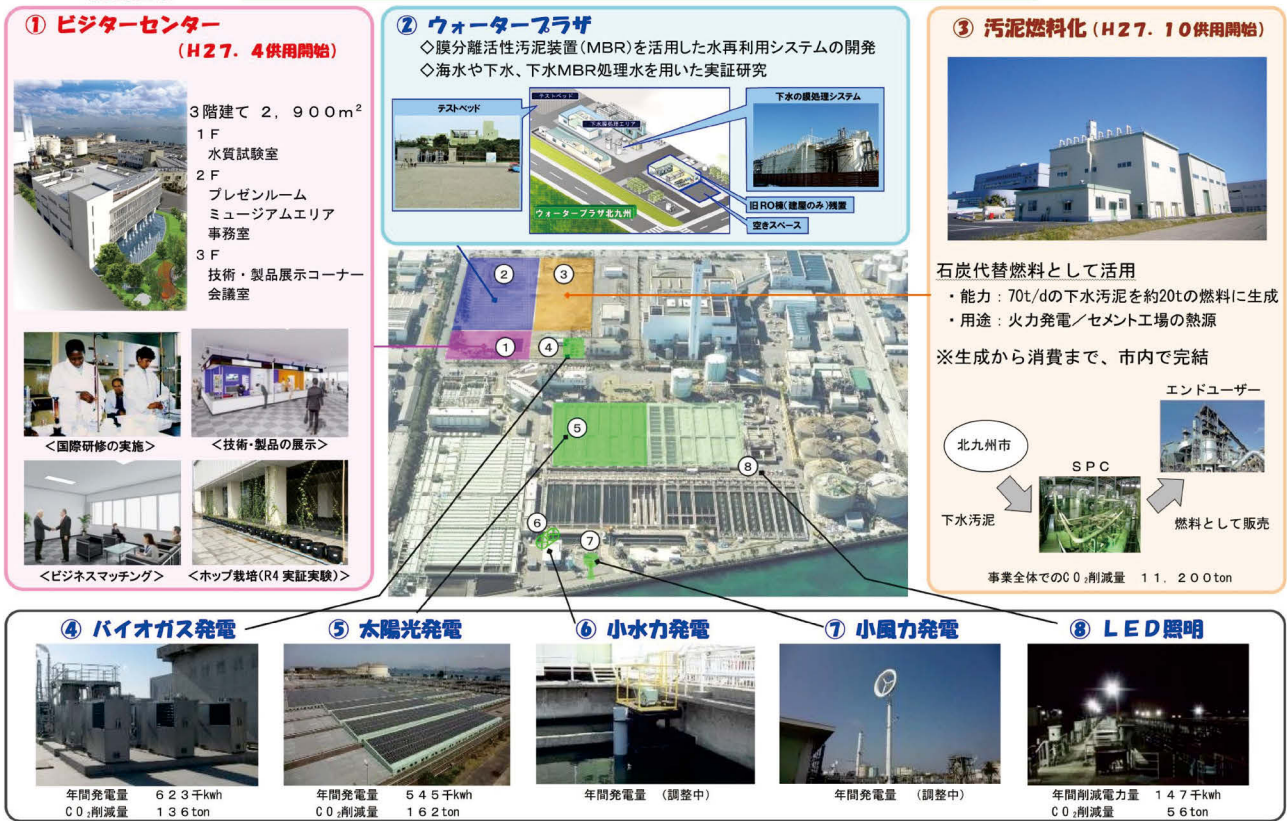 ① ビジターセンター
(H27. 4供用開始)
3階建て 2, 900m²
1F
水質試験室
2F
プレゼンルーム
ミュージアムエリア
事務室
3F
技術・製品展示コーナー
会議室
<国際研修の実施>
<技術・製品の展示>
<ビジネスマッチング>
<ホップ栽培(R4 実証実験)>
② ウォータープラザ
◇膜分離活性汚泥装置(MBR)を活用した水再利用システムの開発
◇海水や下水、下水MBR処理水を用いた実証研究
テストベッド
テストベッド
下水膜処理エリア
下水の膜処理システム
旧RO棟(建屋のみ)残置
空きスペース
ウォータープラザ北九州
③ 汚泥燃料化 (H27. 10供用開始)
石炭代替燃料として活用
・能力：70t/dの下水汚泥を約20tの燃料に生成
・用途：火力発電／セメント工場の熱源
※生成から消費まで、市内で完結
エンドユーザー
北九州市
SPC
下水汚泥
燃料として販売
事業全体でのCO₂削減量 11, 200ton
②
③
①
④
⑤
⑧
⑥
⑦
④ バイオガス発電
年間発電量 623千kwh
CO₂削減量 136ton
⑤ 太陽光発電
年間発電量 545千kwh
CO₂削減量 162ton
⑥ 小水力発電
年間発電量 (調整中)
⑦ 小風力発電
年間発電量 (調整中)
⑧ LED照明
年間削減電力量 147千kwh
CO₂削減量 56ton